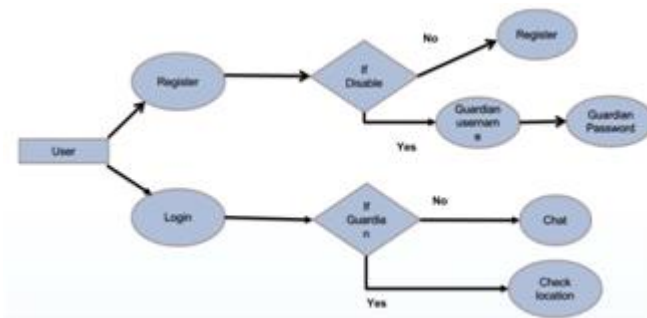 No
Register
Register
If
Disable
Guardian
usernam
e
Guardian
Password
Yes
User
Login
If
Guardia
n
No
Chat
Check
location
Yes